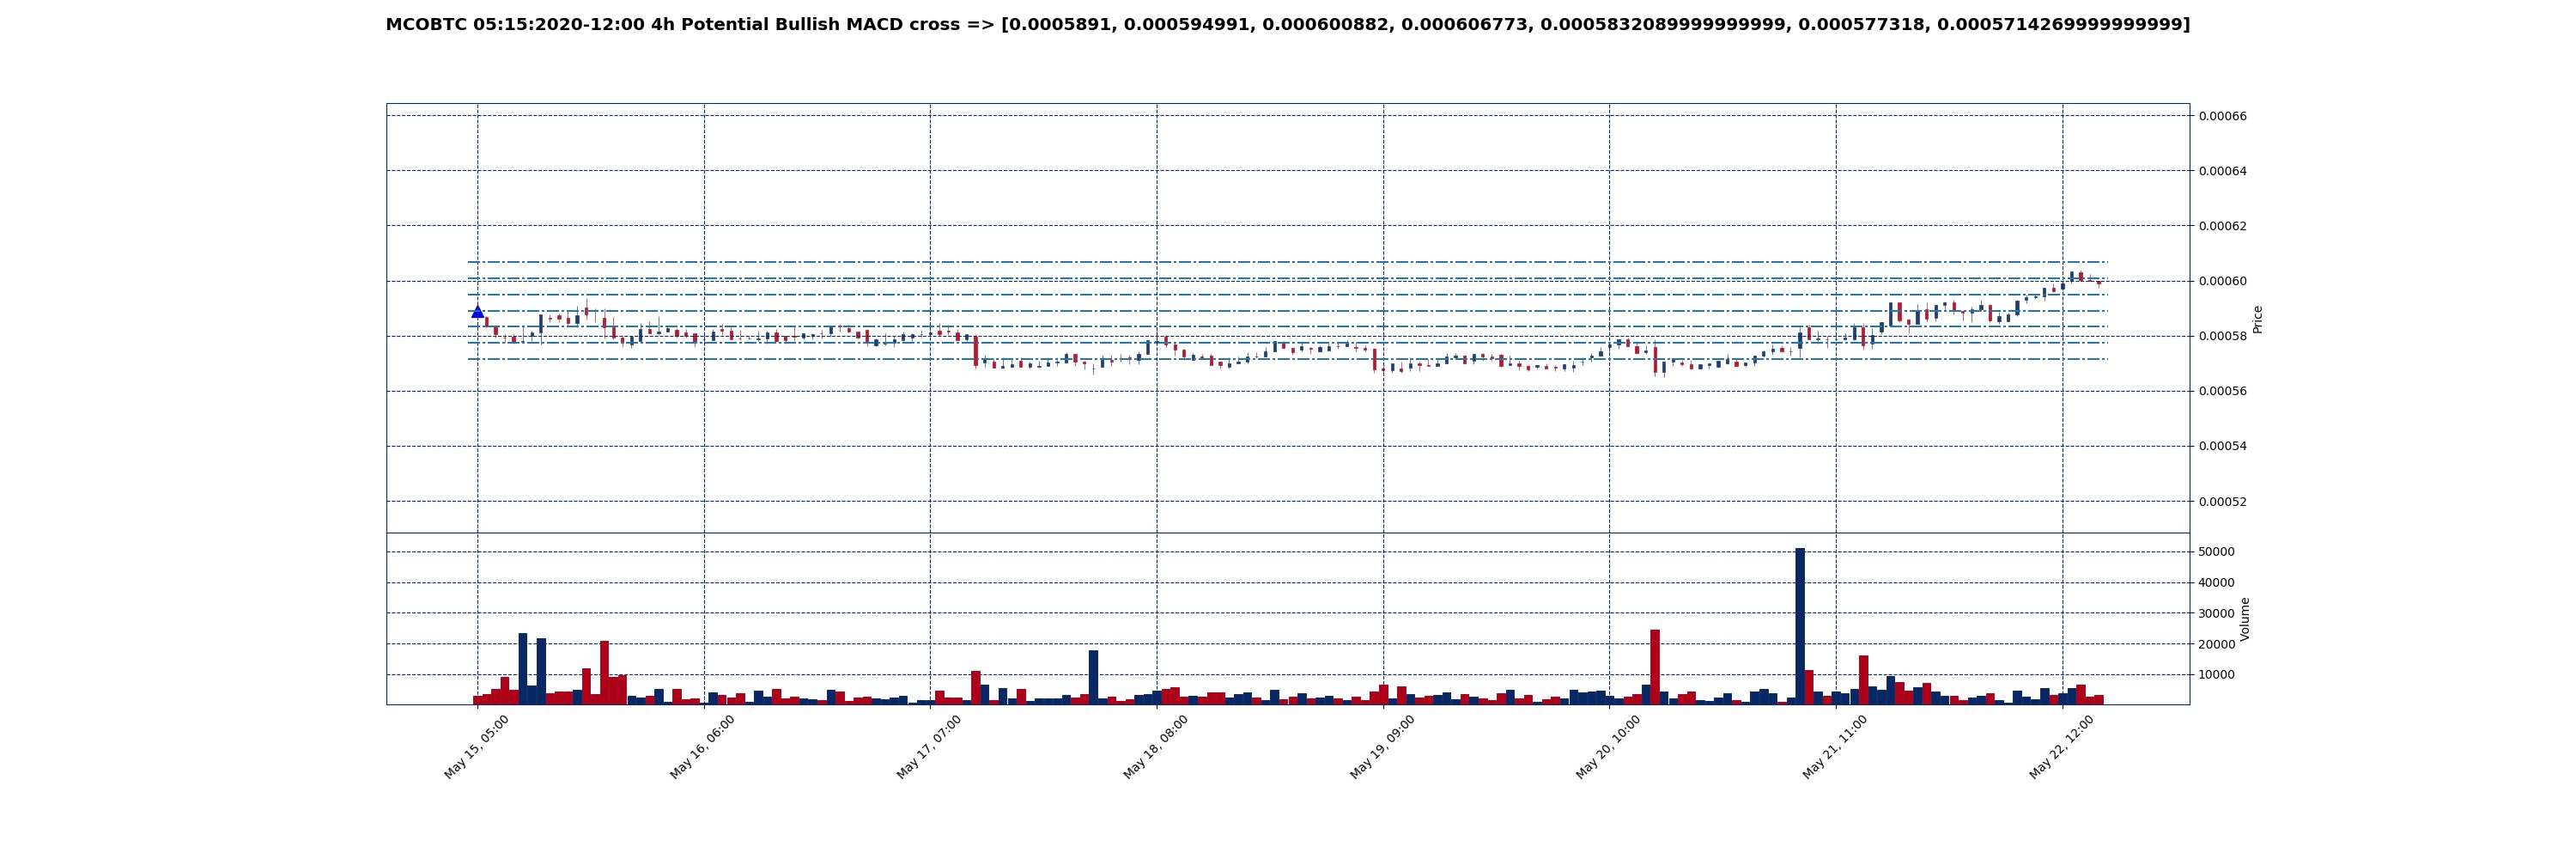 MCOBTC 05:15:2020-12:00 4h Potential Bullish MACD cross => [0.0005891, 0.000594991, 0.000600882, 0.000606773, 0.0005832089999999999, 0.000577318, 0.0005714269999999999]
0.00066
0.00064
0.00062
0.00060
0.00058
0.00056
0.00054
0.00052
Price
50000
40000
30000
20000
10000
Volume
May 15, 05:00
May 16, 06:00
May 17, 07:00
May 18, 08:00
May 19, 09:00
May 20, 10:00
May 21, 11:00
May 22, 12:00